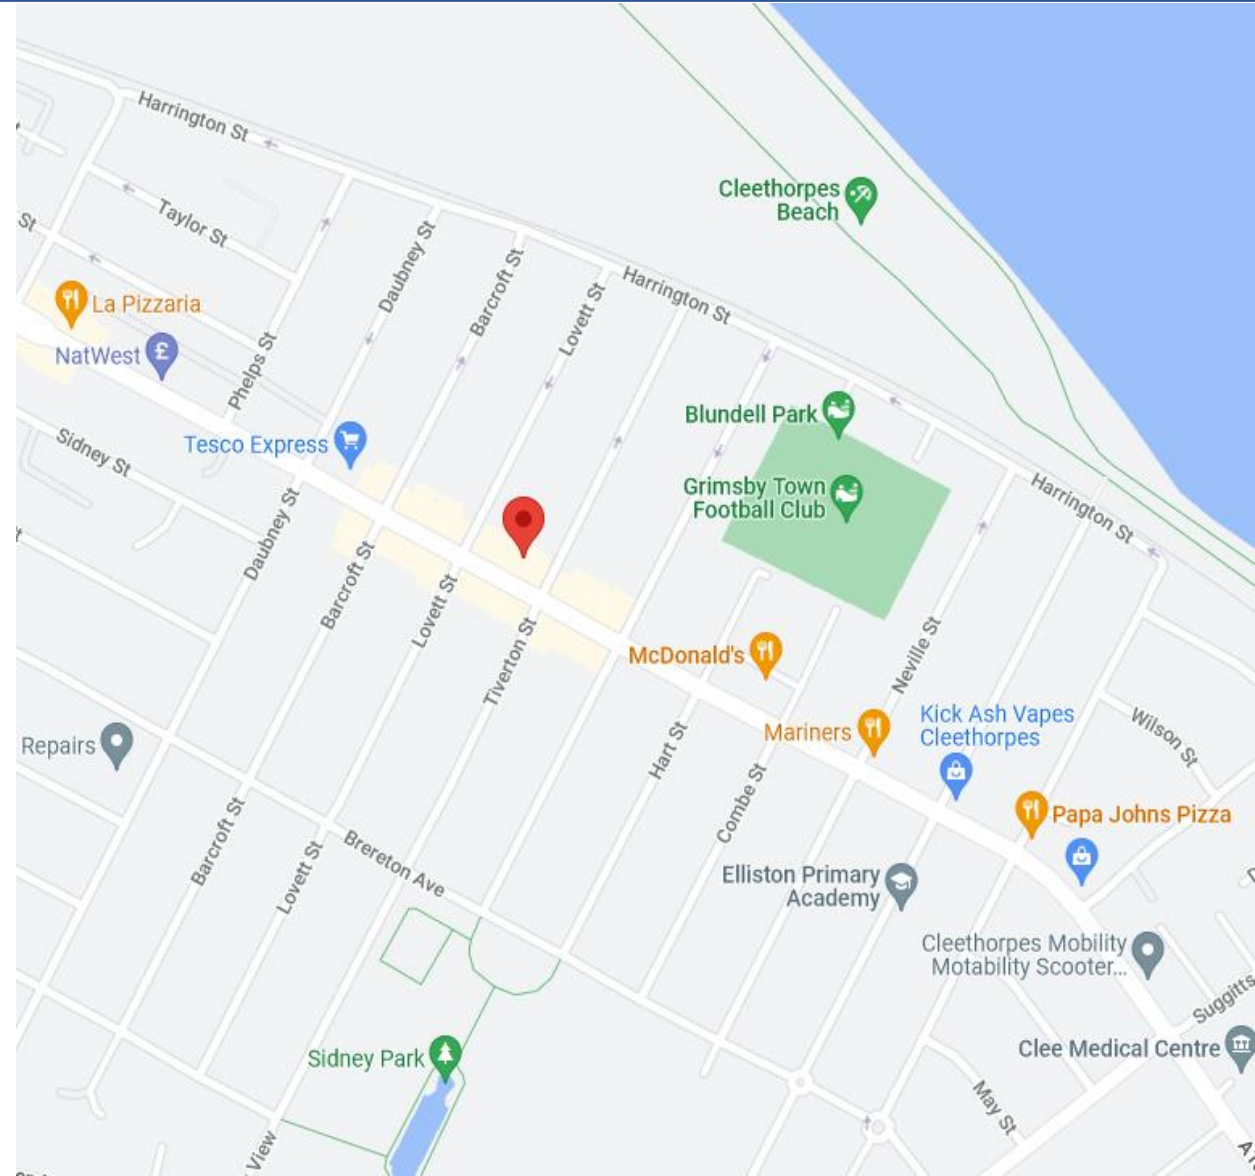 Harrington St
Taylor St
St
Daubney St
Barcroft St
Lovett St
Harrington St
Cleethorpes
Beach
La Pizzaria
NatWest
£
Phelps St
Sidney St
Tesco Express
Blundell Park
Grimsby Town
Football Club
Harrington St
Daubney St
Barcroft St
Lovett St
Tiverton St
McDonald's
Neville St
Mariners
Kick Ash Vapes
Cleethorpes
Wilson St
Repairs
Hart St
Combe St
Papa Johns Pizza
Barcroft St
Lovett St
Brereton Ave
Elliston Primary
Academy
Cleethorpes Mobility
Motability Scooter...
Suggitts
Sidney Park
Clee Medical Centre
May St
View